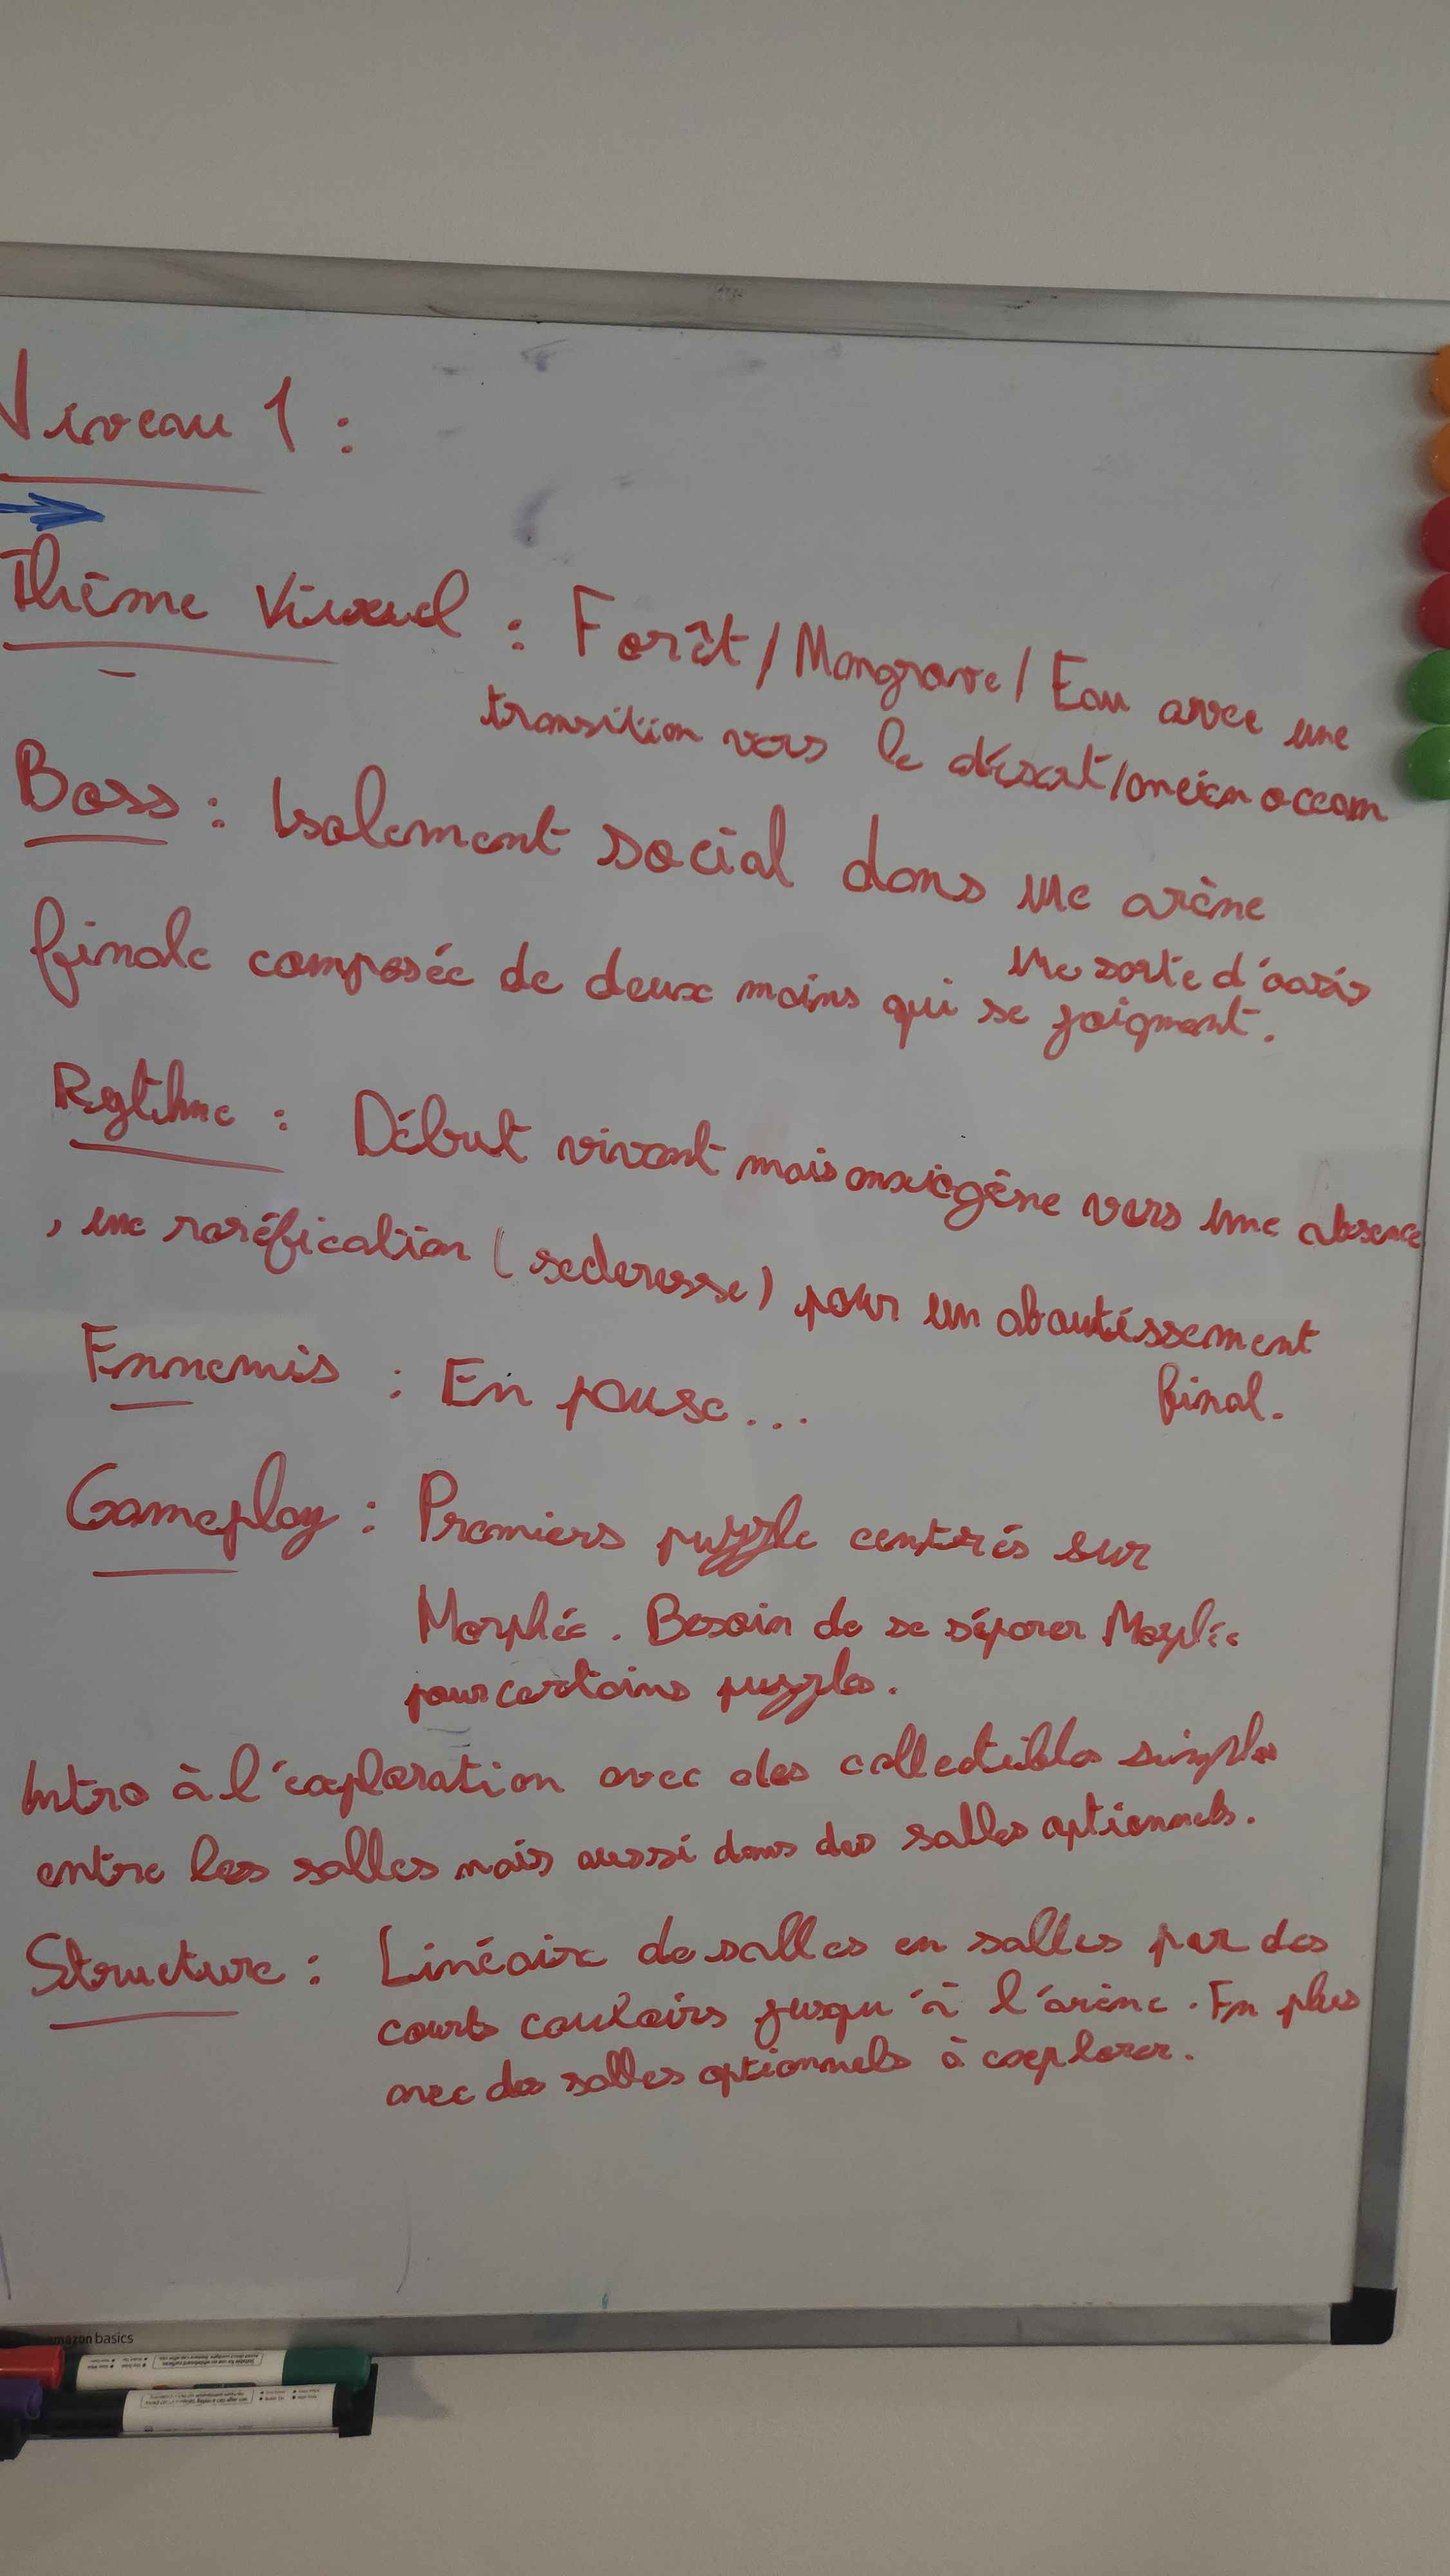 Niveau 1 :
Thème Visuel : Forêt / Mangrove / Eau avec une
transition vers le désert / ancien océan
Boss : Isolement social dans une arène
une sorte d'oasis
finale composée de deux mains qui se joignent.
Rythme : Début vivant mais anxiogène vers une absence
, une raréfication (secheresse) pour un aboutissement
final.
Ennemis : En pause...
Gameplay : Premiers puzzle centrés sur
Morphée. Besoin de se séparer Morphée
pour certains puzzles.
Intro à l'exploration avec des collectibles simples
entre les salles mais aussi dans des salles optionnels.
Structure : Linéaire de salles en salles par des
courts couloirs jusqu'à l'arène. En plus
avec des salles optionnels à explorer.
amazon basics